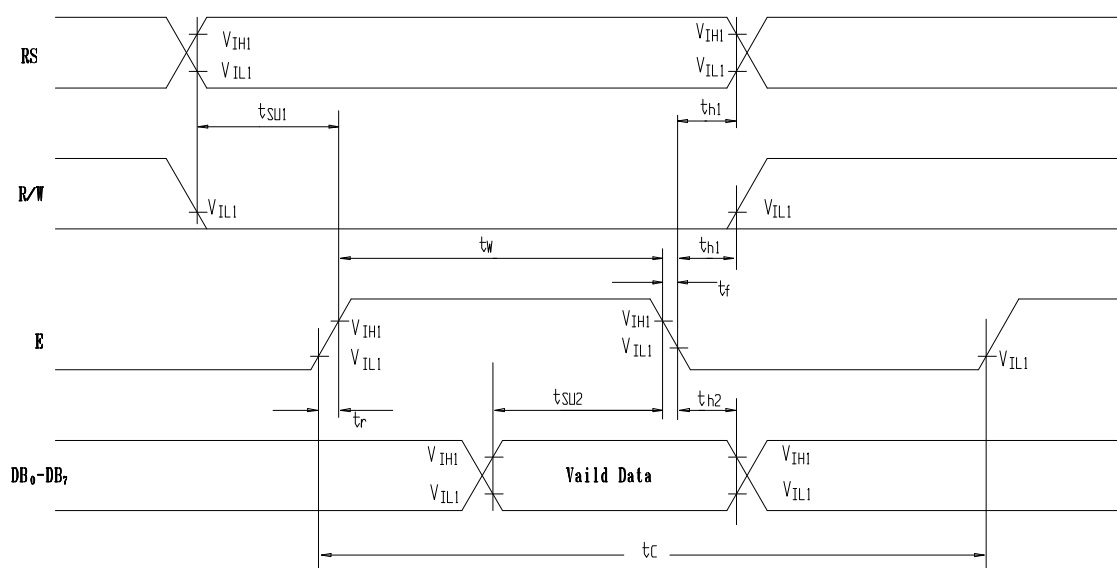 RS
VIH1
VIL1
VIH1
VIL1
tSU1
th1
R/W
VIL1
VIL1
tW
th1
tf
E
VIH1
VIL1
VIH1
VIL1
VIL1
tr
tSU2
th2
DB0-DB7
VIH1
VIL1
Vaild Data
VIH1
VIL1
tC